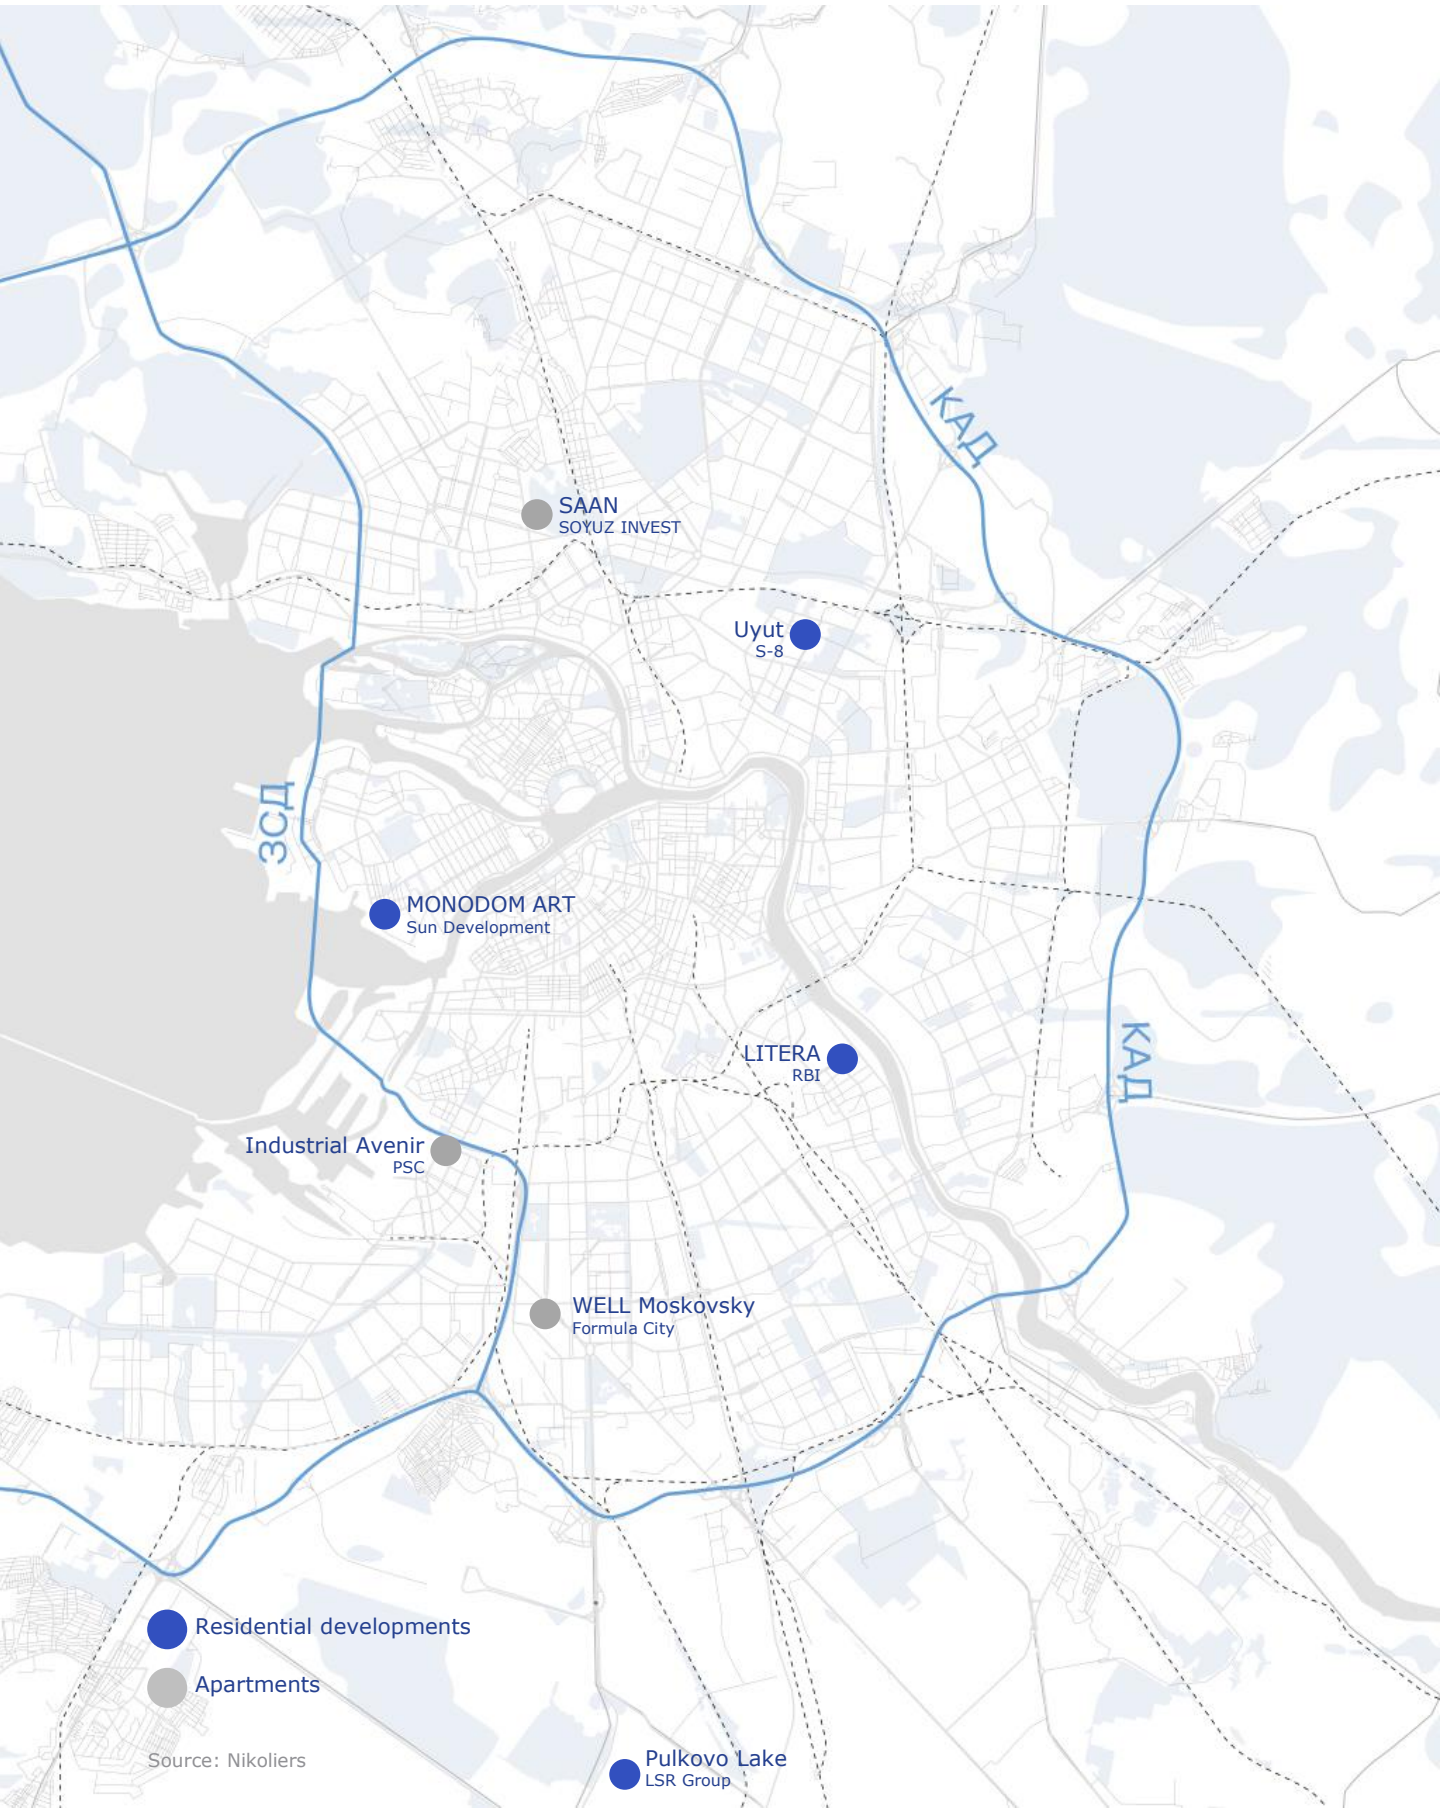 КАД
SAAN
SOYUZ INVEST
Uyut
S-8
ЗСД
MONODOM ART
Sun Development
КАД
LITERA
RBI
Industrial Avenir
PSC
WELL Moskovsky
Formula City
Residential developments
Apartments
Source: Nikoliers
Pulkovo Lake
LSR Group